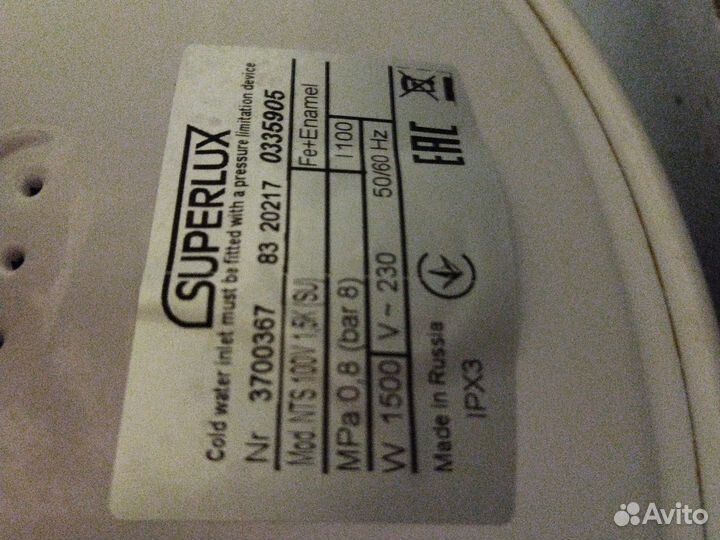 SUPERLUX
Cold water inlet must be fitted with a pressure limitation device
Nr 3700367 83 20217 0335905
Mod. NTS 100V 1,5K (SU) Fe+Enamel
MPa 0,8 (bar 8) l 100
W 1500 V ~ 230 50/60 Hz
Made in Russia EAC
IPX3
Avito